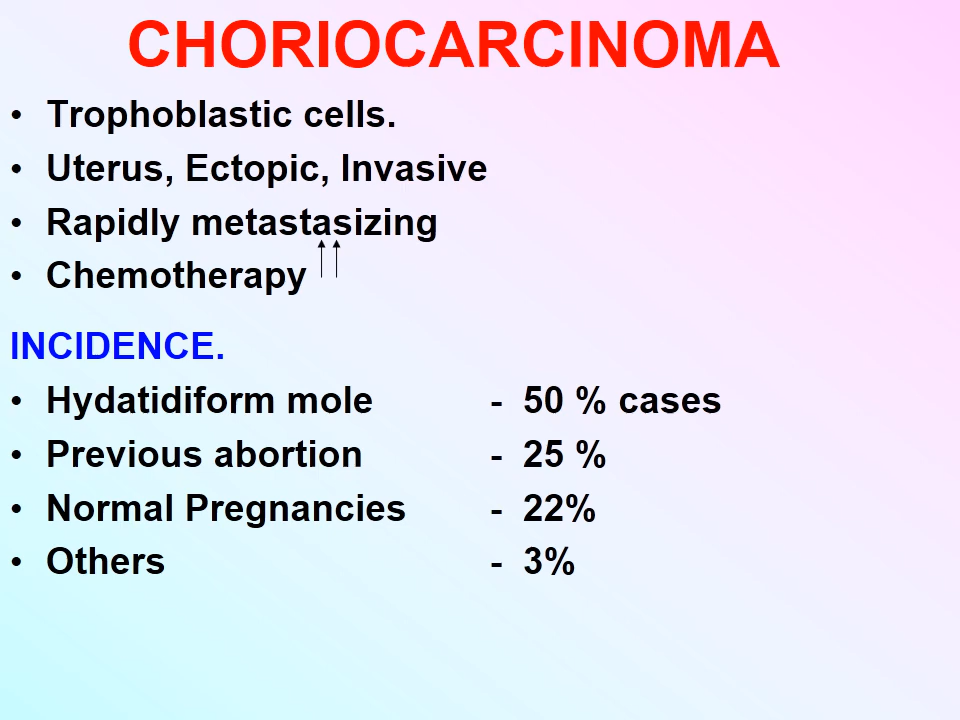 CHORIOCARCINOMA
• Trophoblastic cells.
• Uterus, Ectopic, Invasive
• Rapidly metastasizing
• Chemotherapy ↑↑
INCIDENCE.
• Hydatidiform mole - 50 % cases
• Previous abortion - 25 %
• Normal Pregnancies - 22%
• Others - 3%